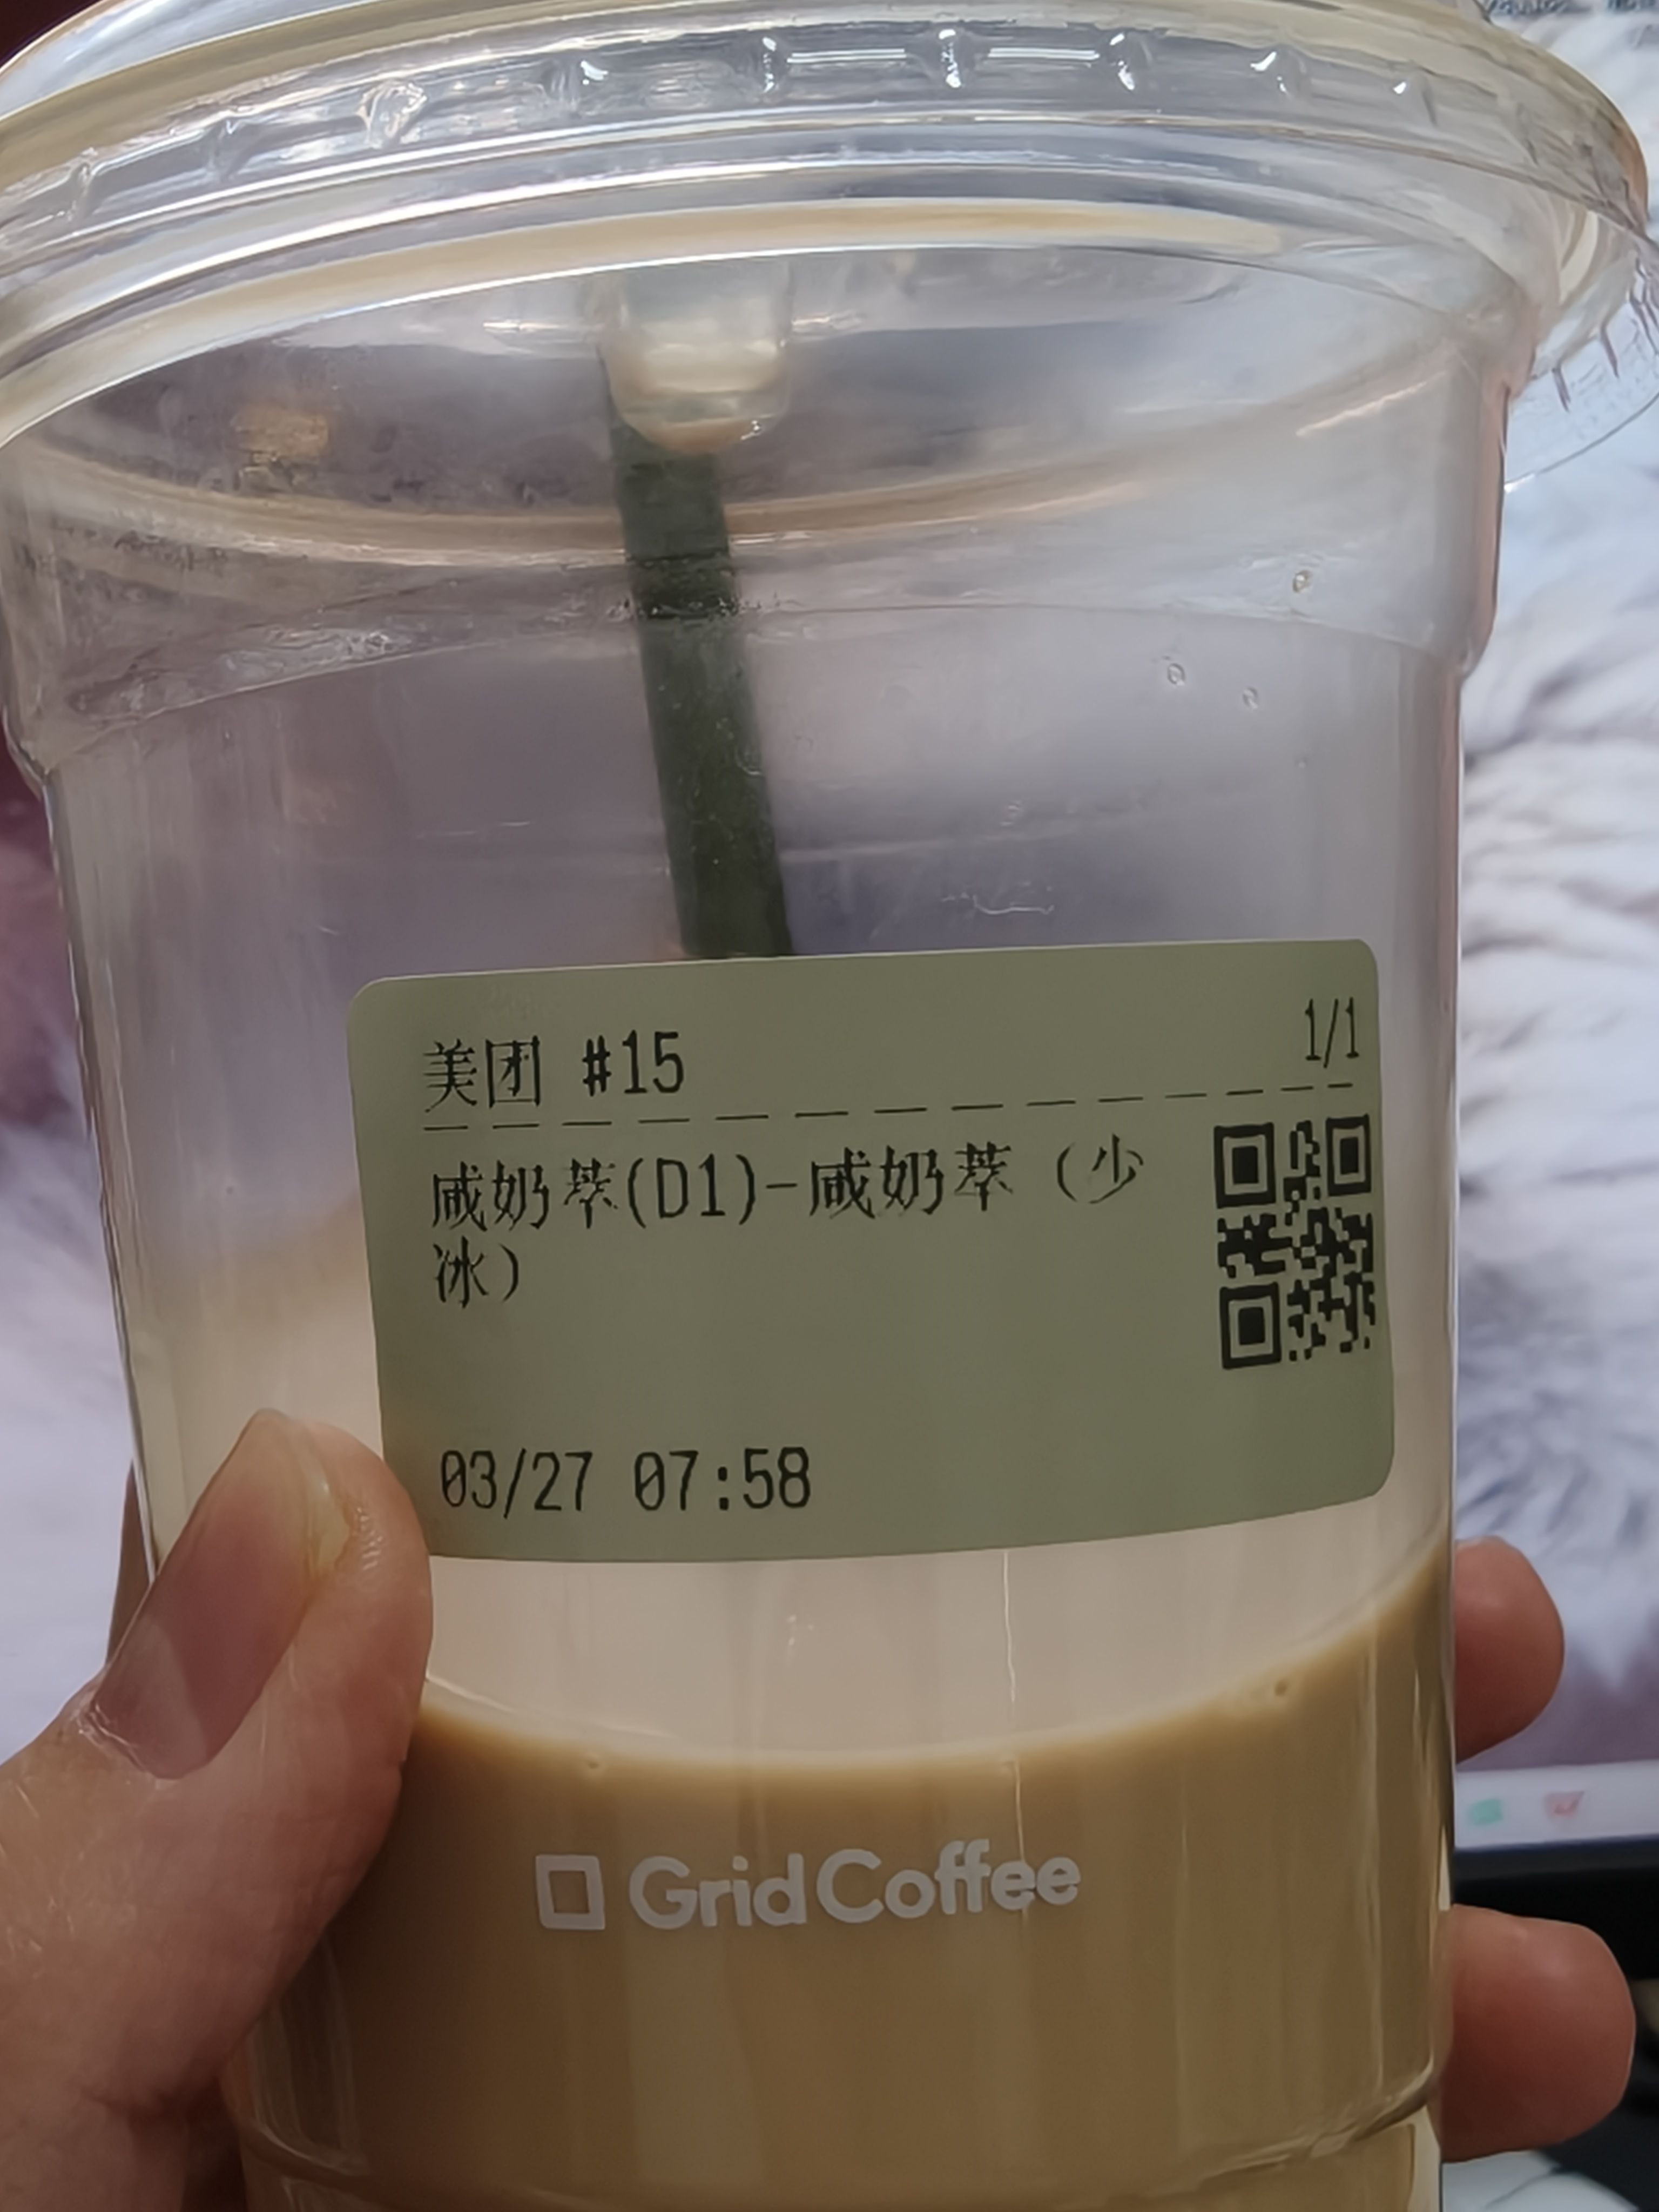 美团 #15
1/1
咸奶萃(D1)-咸奶萃（少
冰）
03/27 07:58
Grid Coffee